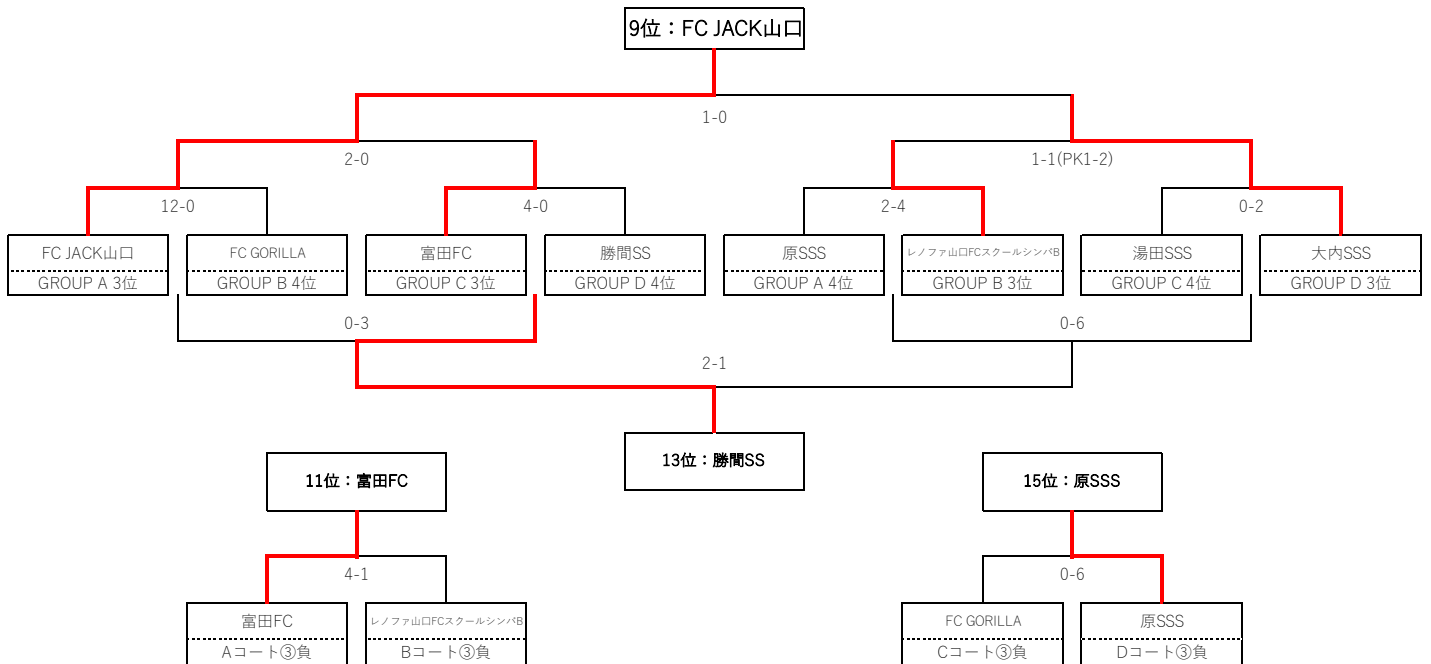 9位：FC JACK山口
1-0
2-0
1-1(PK1-2)
12-0
4-0
2-4
0-2
FC JACK山口
FC GORILLA
富田FC
勝間SS
原SSS
レノファ山口FCスクールシンバB
湯田SSS
大内SSS
GROUP A 3位
GROUP B 4位
GROUP C 3位
GROUP D 4位
GROUP A 4位
GROUP B 3位
GROUP C 4位
GROUP D 3位
0-3
0-6
2-1
13位：勝間SS
11位：富田FC
15位：原SSS
4-1
0-6
富田FC
レノファ山口FCスクールシンバB
FC GORILLA
原SSS
Aコート③負
Bコート③負
Cコート③負
Dコート③負